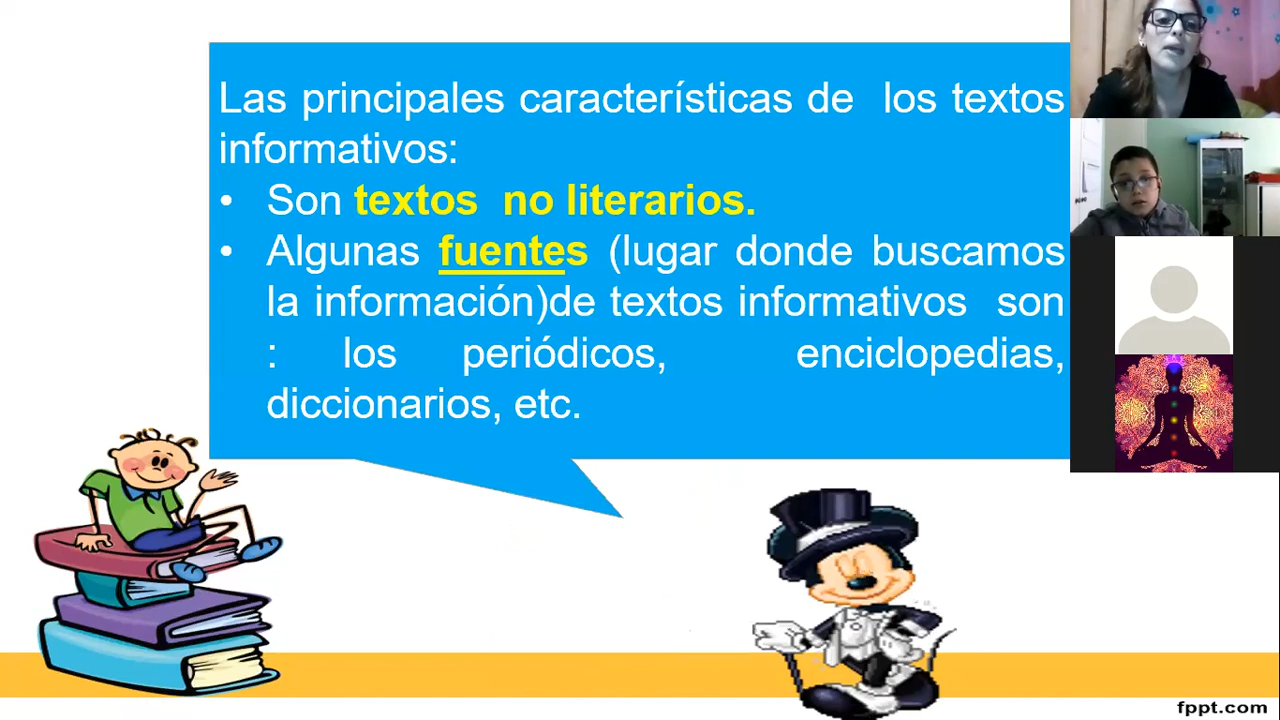 Las principales características de los textos
informativos:
• Son textos no literarios.
• Algunas fuentes (lugar donde buscamos
la información)de textos informativos son
: los periódicos, enciclopedias,
diccionarios, etc.
fppt.com